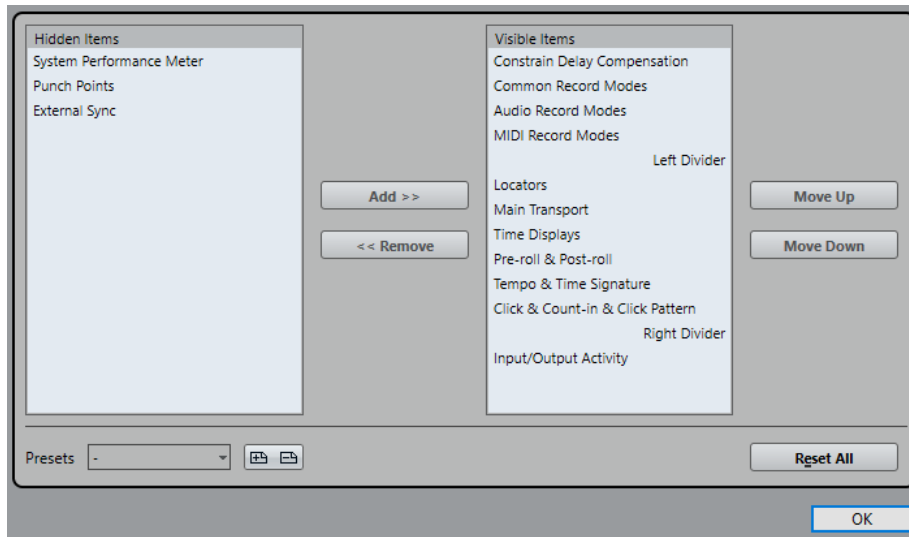 Hidden Items
System Performance Meter
Punch Points
External Sync
Add >>
<< Remove
Visible Items
Constrain Delay Compensation
Common Record Modes
Audio Record Modes
MIDI Record Modes
Left Divider
Locators
Main Transport
Time Displays
Pre-roll & Post-roll
Tempo & Time Signature
Click & Count-in & Click Pattern
Right Divider
Input/Output Activity
Move Up
Move Down
Presets -
Reset All
OK